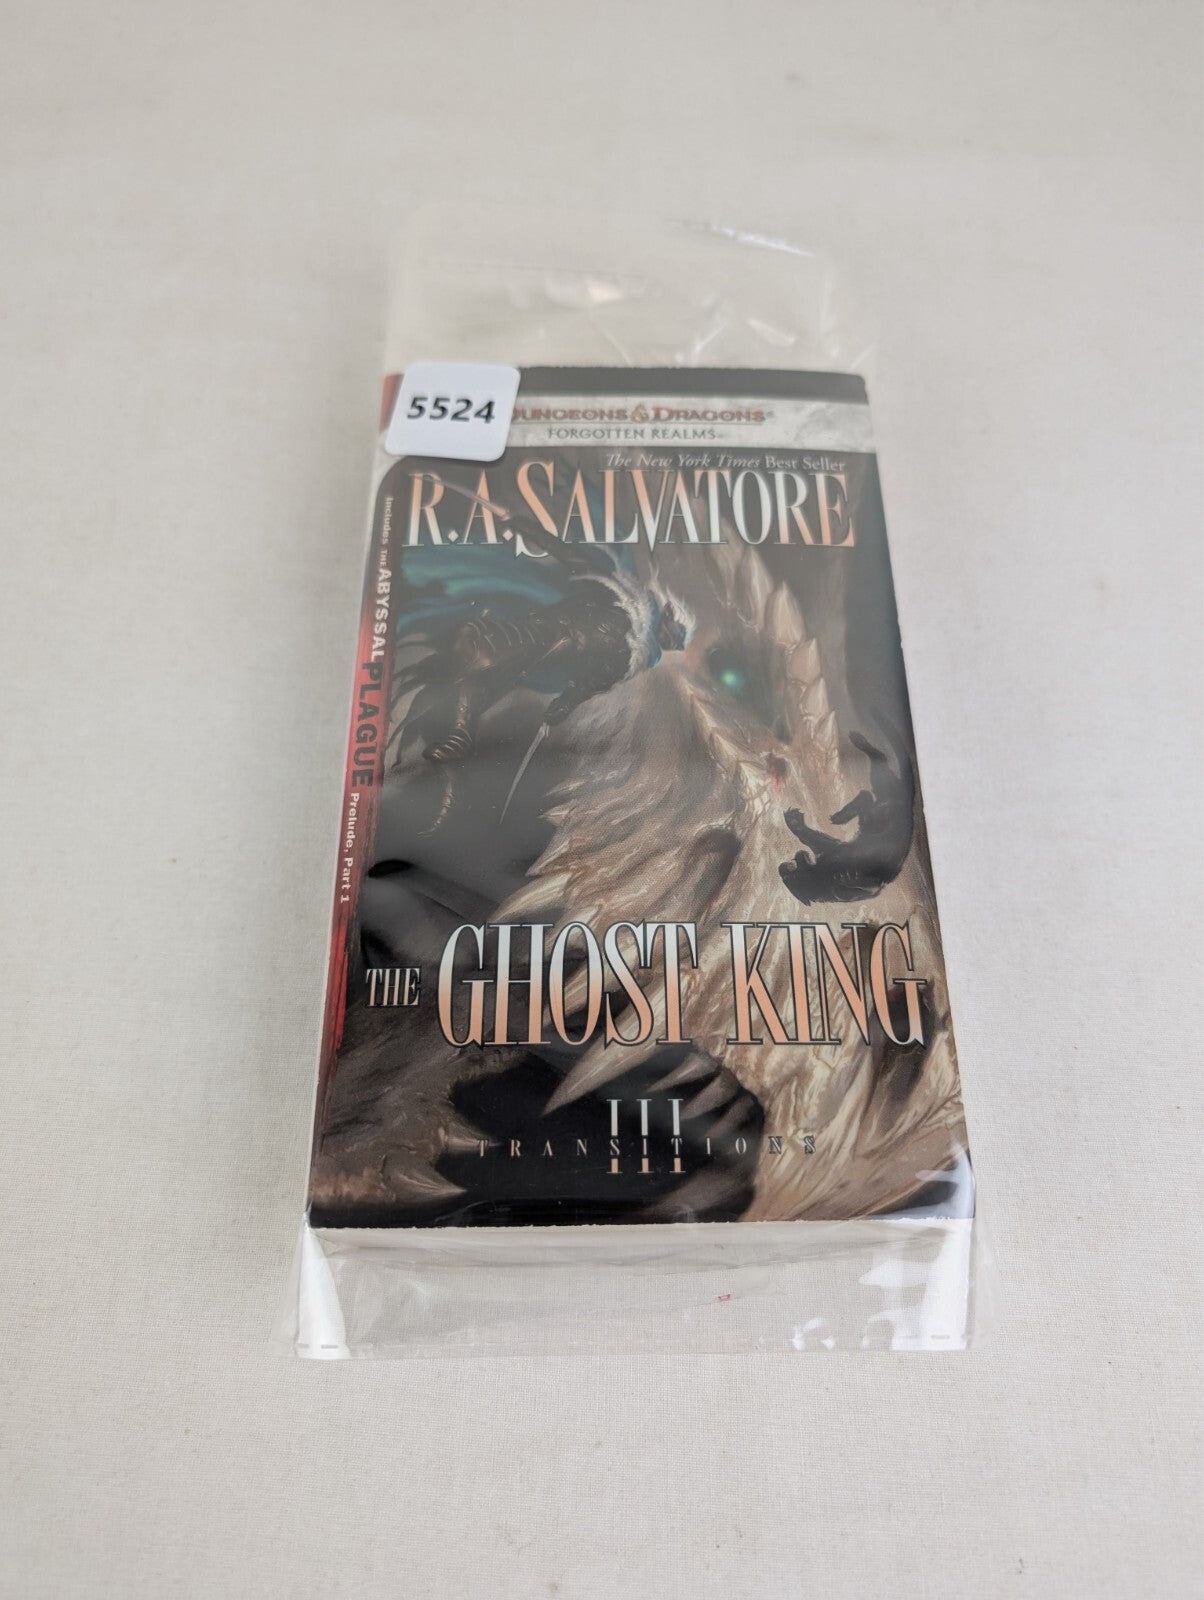 5524
DUNGEONS & DRAGONS®
FORGOTTEN REALMS
The New York Times Best Seller
R.A. SALVATORE
Includes THE ABYSSAL PLAGUE Prelude, Part 1
THE GHOST KING
III
TRANSITIONS